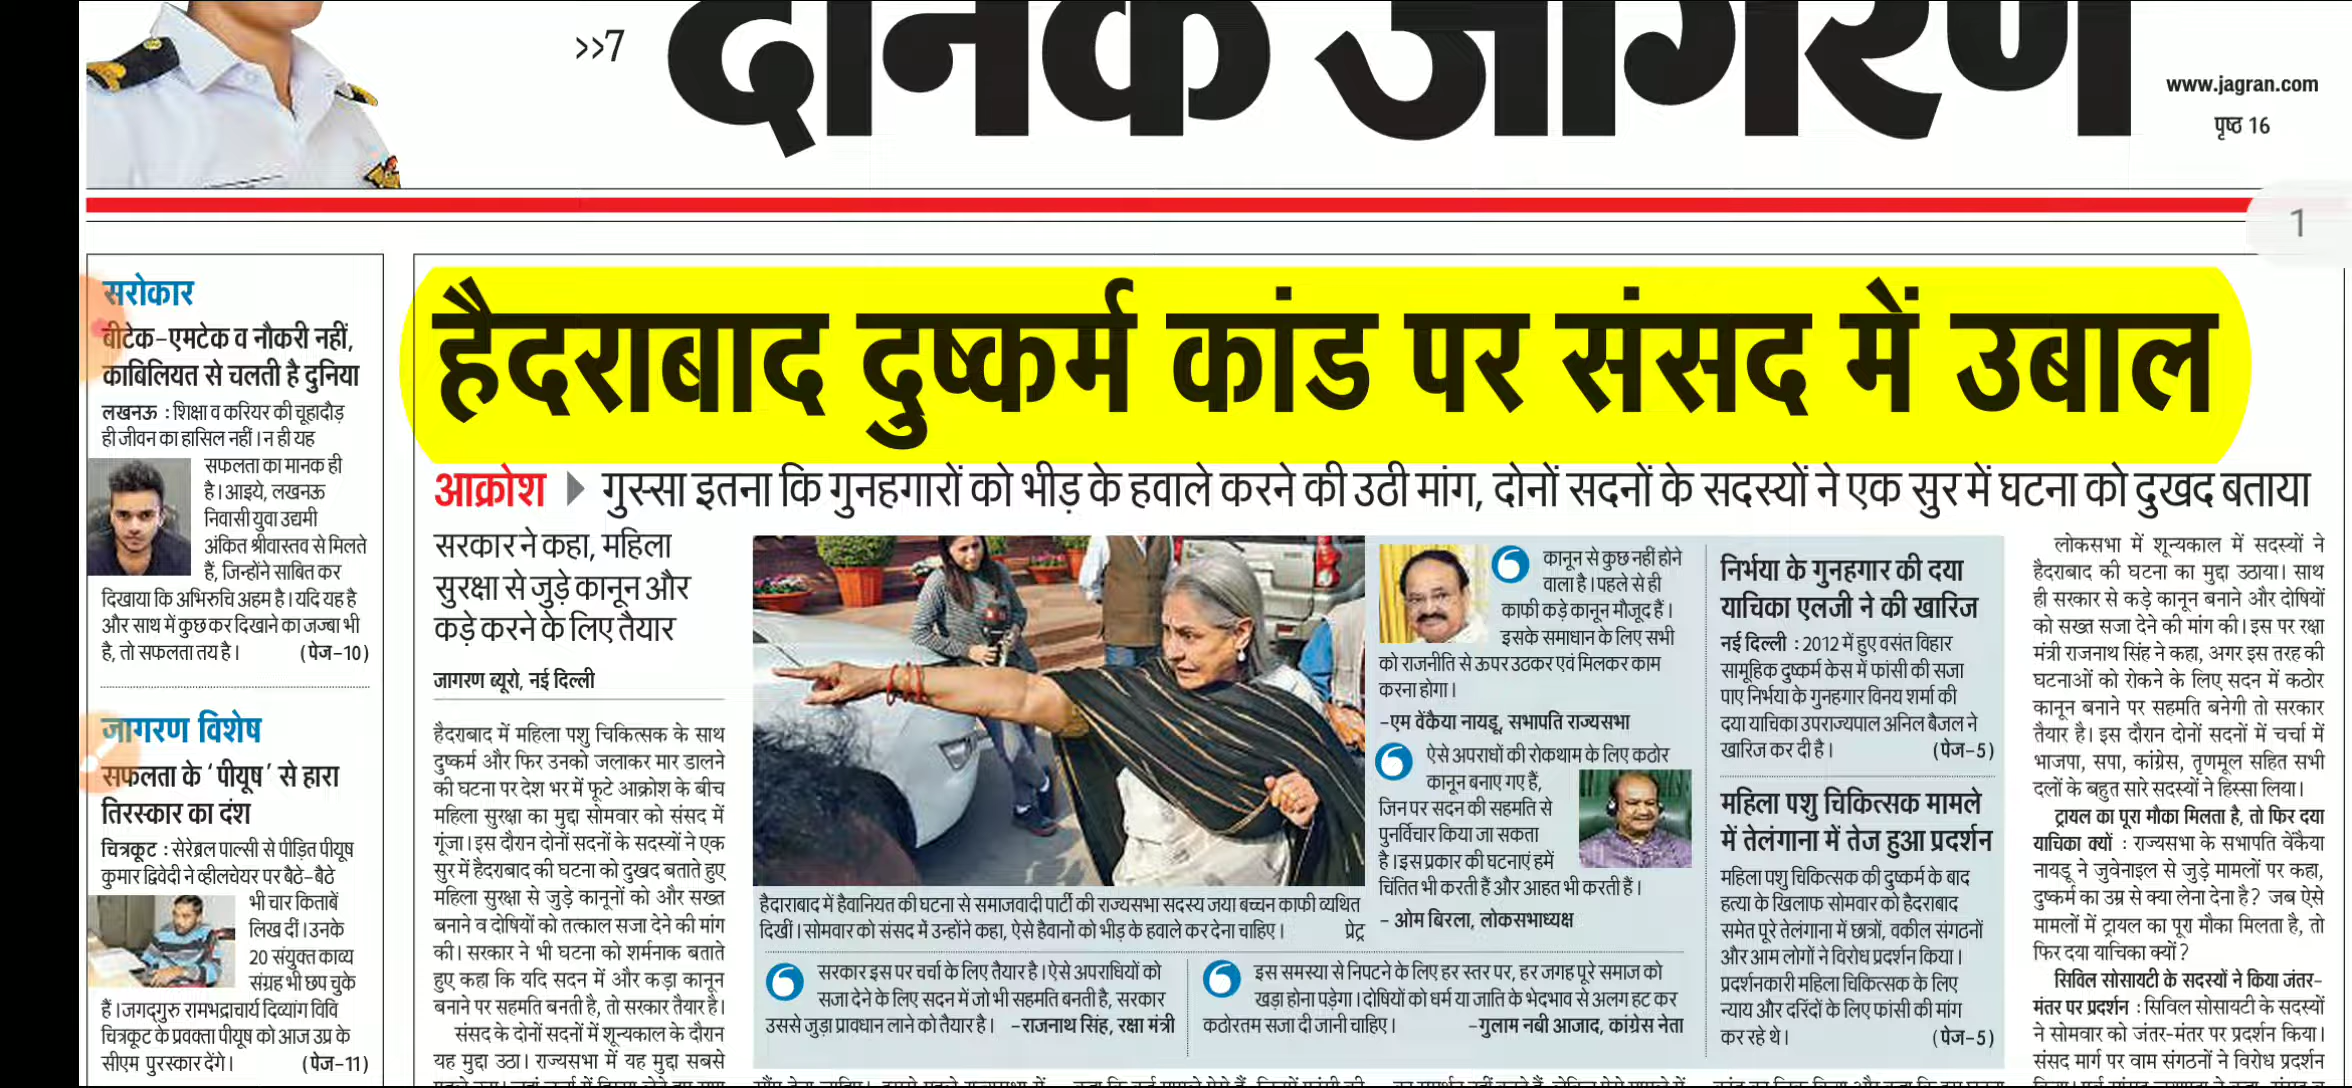 >>7
दैनिक जागरण
www.jagran.com
पृष्ठ 16
1
सरोकार
बीटेक-एमटेक व नौकरी नहीं,
काबिलियत से चलती है दुनिया
लखनऊ : शिक्षा व करियर की चूहादौड़
ही जीवन का हासिल नहीं। न ही यह
सफलता का मानक ही
है। आइये, लखनऊ
निवासी युवा उद्यमी
अंकित श्रीवास्तव से मिलते
हैं, जिन्होंने साबित कर
दिखाया कि अभिरुचि अहम है। यदि यह है
और साथ में कुछ कर दिखाने का जज्बा भी
है, तो सफलता तय है। (पेज-10)
जागरण विशेष
सफलता के 'पीयूष' से हारा
तिरस्कार का दंश
चित्रकूट : सेरेब्रल पाल्सी से पीड़ित पीयूष
कुमार द्विवेदी ने व्हीलचेयर पर बैठे-बैठे
भी चार किताबें
लिख दीं। उनके
20 संयुक्त काव्य
संग्रह भी छप चुके
हैं। जगद्गुरु रामभद्राचार्य दिव्यांग विवि
चित्रकूट के प्रवक्ता पीयूष को आज उप्र के
सीएम पुरस्कार देंगे। (पेज-11)
हैदराबाद दुष्कर्म कांड पर संसद में उबाल
आक्रोश ▶ गुस्सा इतना कि गुनहगारों को भीड़ के हवाले करने की उठी मांग, दोनों सदनों के सदस्यों ने एक सुर में घटना को दुखद बताया
सरकार ने कहा, महिला
सुरक्षा से जुड़े कानून और
कड़े करने के लिए तैयार
जागरण ब्यूरो, नई दिल्ली
हैदराबाद में महिला पशु चिकित्सक के साथ
दुष्कर्म और फिर उनको जलाकर मार डालने
की घटना पर देश भर में फूटे आक्रोश के बीच
महिला सुरक्षा का मुद्दा सोमवार को संसद में
गूंजा। इस दौरान दोनों सदनों के सदस्यों ने एक
सुर में हैदराबाद की घटना को दुखद बताते हुए
महिला सुरक्षा से जुड़े कानूनों को और सख्त
बनाने व दोषियों को तत्काल सजा देने की मांग
की। सरकार ने भी घटना को शर्मनाक बताते
हुए कहा कि यदि सदन में और कड़ा कानून
बनाने पर सहमति बनती है, तो सरकार तैयार है।
संसद के दोनों सदनों में शून्यकाल के दौरान
यह मुद्दा उठा। राज्यसभा में यह मुद्दा सबसे
हैदाराबाद में हैवानियत की घटना से समाजवादी पार्टी की राज्यसभा सदस्य जया बच्चन काफी व्यथित
दिखीं। सोमवार को संसद में उन्होंने कहा, ऐसे हैवानों को भीड़ के हवाले कर देना चाहिए। प्रेट्र
कानून से कुछ नहीं होने
वाला है। पहले से ही
काफी कड़े कानून मौजूद हैं।
इसके समाधान के लिए सभी
को राजनीति से ऊपर उठकर एवं मिलकर काम
करना होगा।
-एम वेंकैया नायडू, सभापति राज्यसभा
ऐसे अपराधों की रोकथाम के लिए कठोर
कानून बनाए गए हैं,
जिन पर सदन की सहमति से
पुनर्विचार किया जा सकता
है। इस प्रकार की घटनाएं हमें
चिंतित भी करती हैं और आहत भी करती हैं।
- ओम बिरला, लोकसभाध्यक्ष
सरकार इस पर चर्चा के लिए तैयार है। ऐसे अपराधियों को
सजा देने के लिए सदन में जो भी सहमति बनती है, सरकार
उससे जुड़ा प्रावधान लाने को तैयार है। -राजनाथ सिंह, रक्षा मंत्री
इस समस्या से निपटने के लिए हर स्तर पर, हर जगह पूरे समाज को
खड़ा होना पड़ेगा। दोषियों को धर्म या जाति के भेदभाव से अलग हट कर
कठोरतम सजा दी जानी चाहिए। -गुलाम नबी आजाद, कांग्रेस नेता
निर्भया के गुनहगार की दया
याचिका एलजी ने की खारिज
नई दिल्ली : 2012 में हुए वसंत विहार
सामूहिक दुष्कर्म केस में फांसी की सजा
पाए निर्भया के गुनहगार विनय शर्मा की
दया याचिका उपराज्यपाल अनिल बैजल ने
खारिज कर दी है। (पेज-5)
महिला पशु चिकित्सक मामले
में तेलंगाना में तेज हुआ प्रदर्शन
महिला पशु चिकित्सक की दुष्कर्म के बाद
हत्या के खिलाफ सोमवार को हैदराबाद
समेत पूरे तेलंगाना में छात्रों, वकील संगठनों
और आम लोगों ने विरोध प्रदर्शन किया।
प्रदर्शनकारी महिला चिकित्सक के लिए
न्याय और दरिंदों के लिए फांसी की मांग
कर रहे थे। (पेज-5)
लोकसभा में शून्यकाल में सदस्यों ने
हैदराबाद की घटना का मुद्दा उठाया। साथ
ही सरकार से कड़े कानून बनाने और दोषियों
को सख्त सजा देने की मांग की। इस पर रक्षा
मंत्री राजनाथ सिंह ने कहा, अगर इस तरह की
घटनाओं को रोकने के लिए सदन में कठोर
कानून बनाने पर सहमति बनेगी तो सरकार
तैयार है। इस दौरान दोनों सदनों में चर्चा में
भाजपा, सपा, कांग्रेस, तृणमूल सहित सभी
दलों के बहुत सारे सदस्यों ने हिस्सा लिया।
ट्रायल का पूरा मौका मिलता है, तो फिर दया
याचिका क्यों : राज्यसभा के सभापति वेंकैया
नायडू ने जुवेनाइल से जुड़े मामलों पर कहा,
दुष्कर्म का उम्र से क्या लेना देना है? जब ऐसे
मामलों में ट्रायल का पूरा मौका मिलता है, तो
फिर दया याचिका क्यों?
सिविल सोसायटी के सदस्यों ने किया जंतर-
मंतर पर प्रदर्शन : सिविल सोसायटी के सदस्यों
ने सोमवार को जंतर-मंतर पर प्रदर्शन किया।
संसद मार्ग पर वाम संगठनों ने विरोध प्रदर्शन